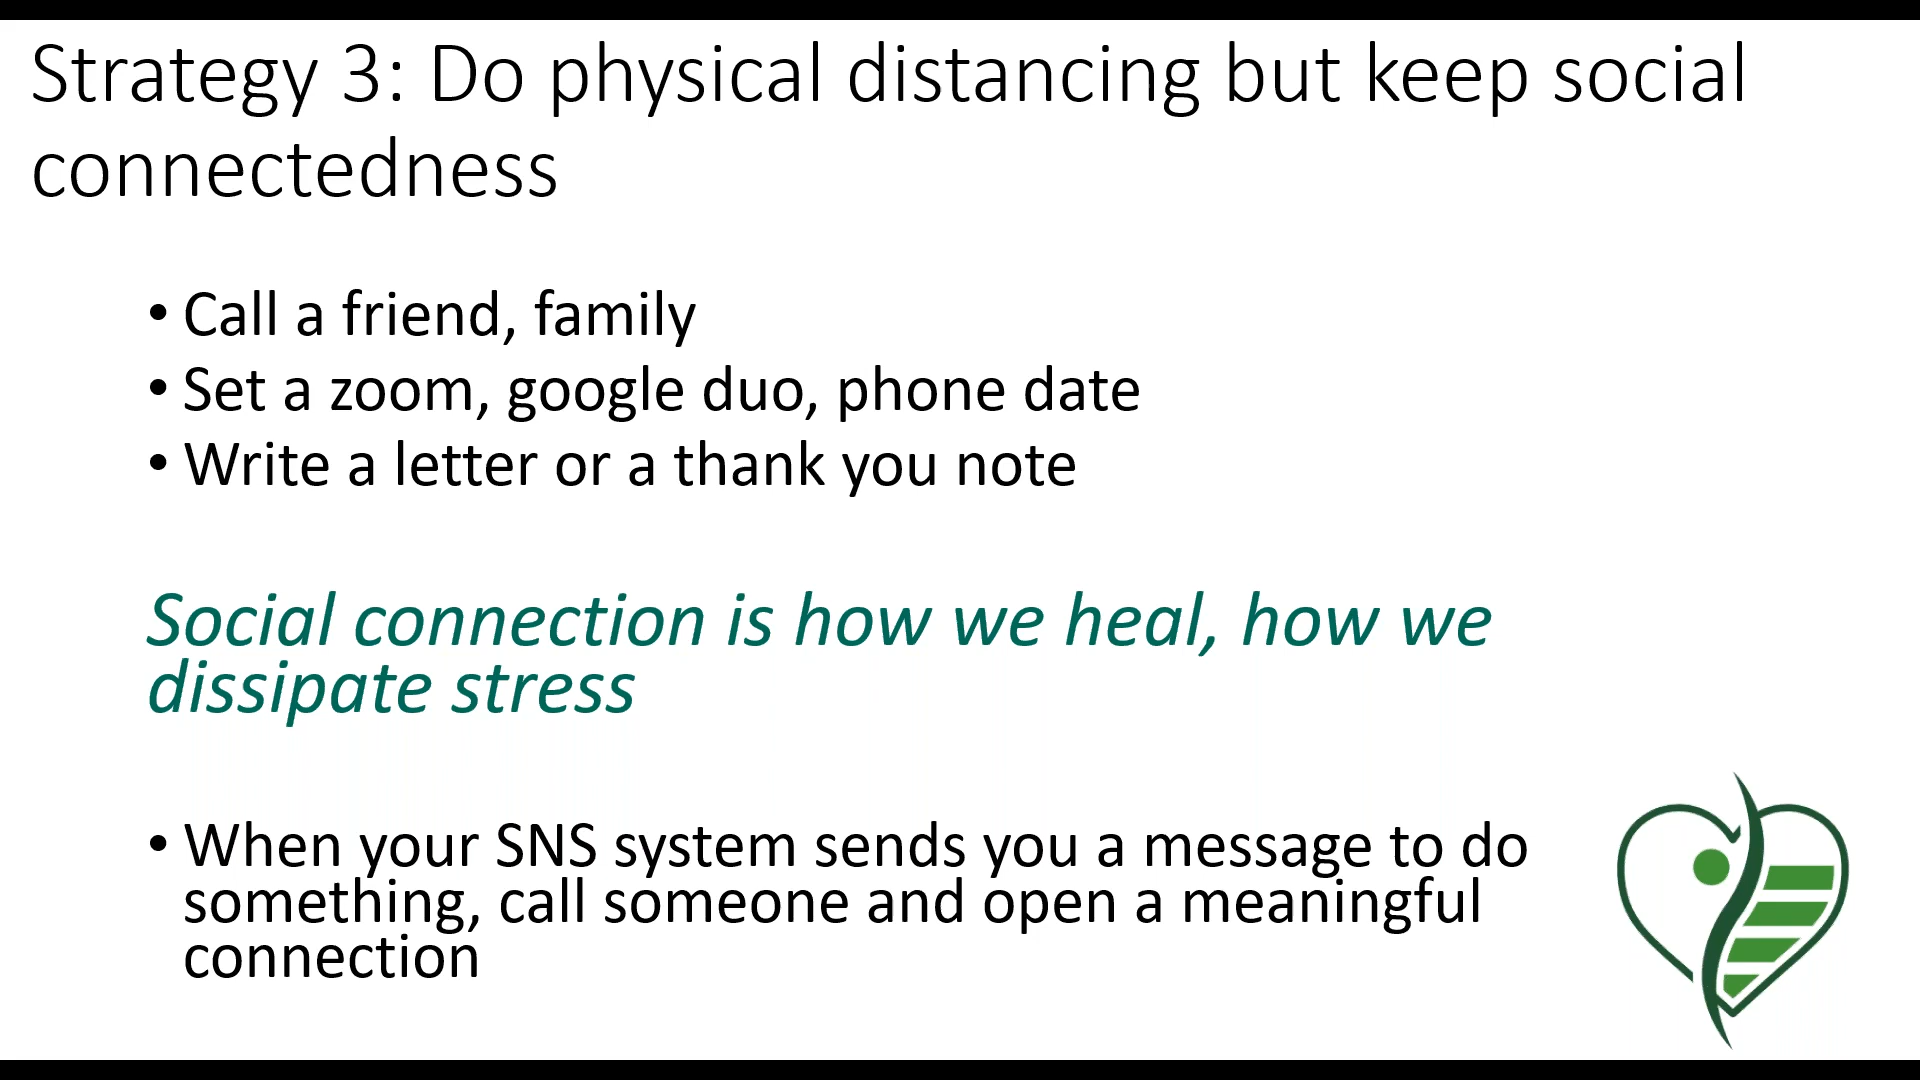 Strategy 3: Do physical distancing but keep social
connectedness
• Call a friend, family
• Set a zoom, google duo, phone date
• Write a letter or a thank you note
Social connection is how we heal, how we
dissipate stress
• When your SNS system sends you a message to do
something, call someone and open a meaningful
connection